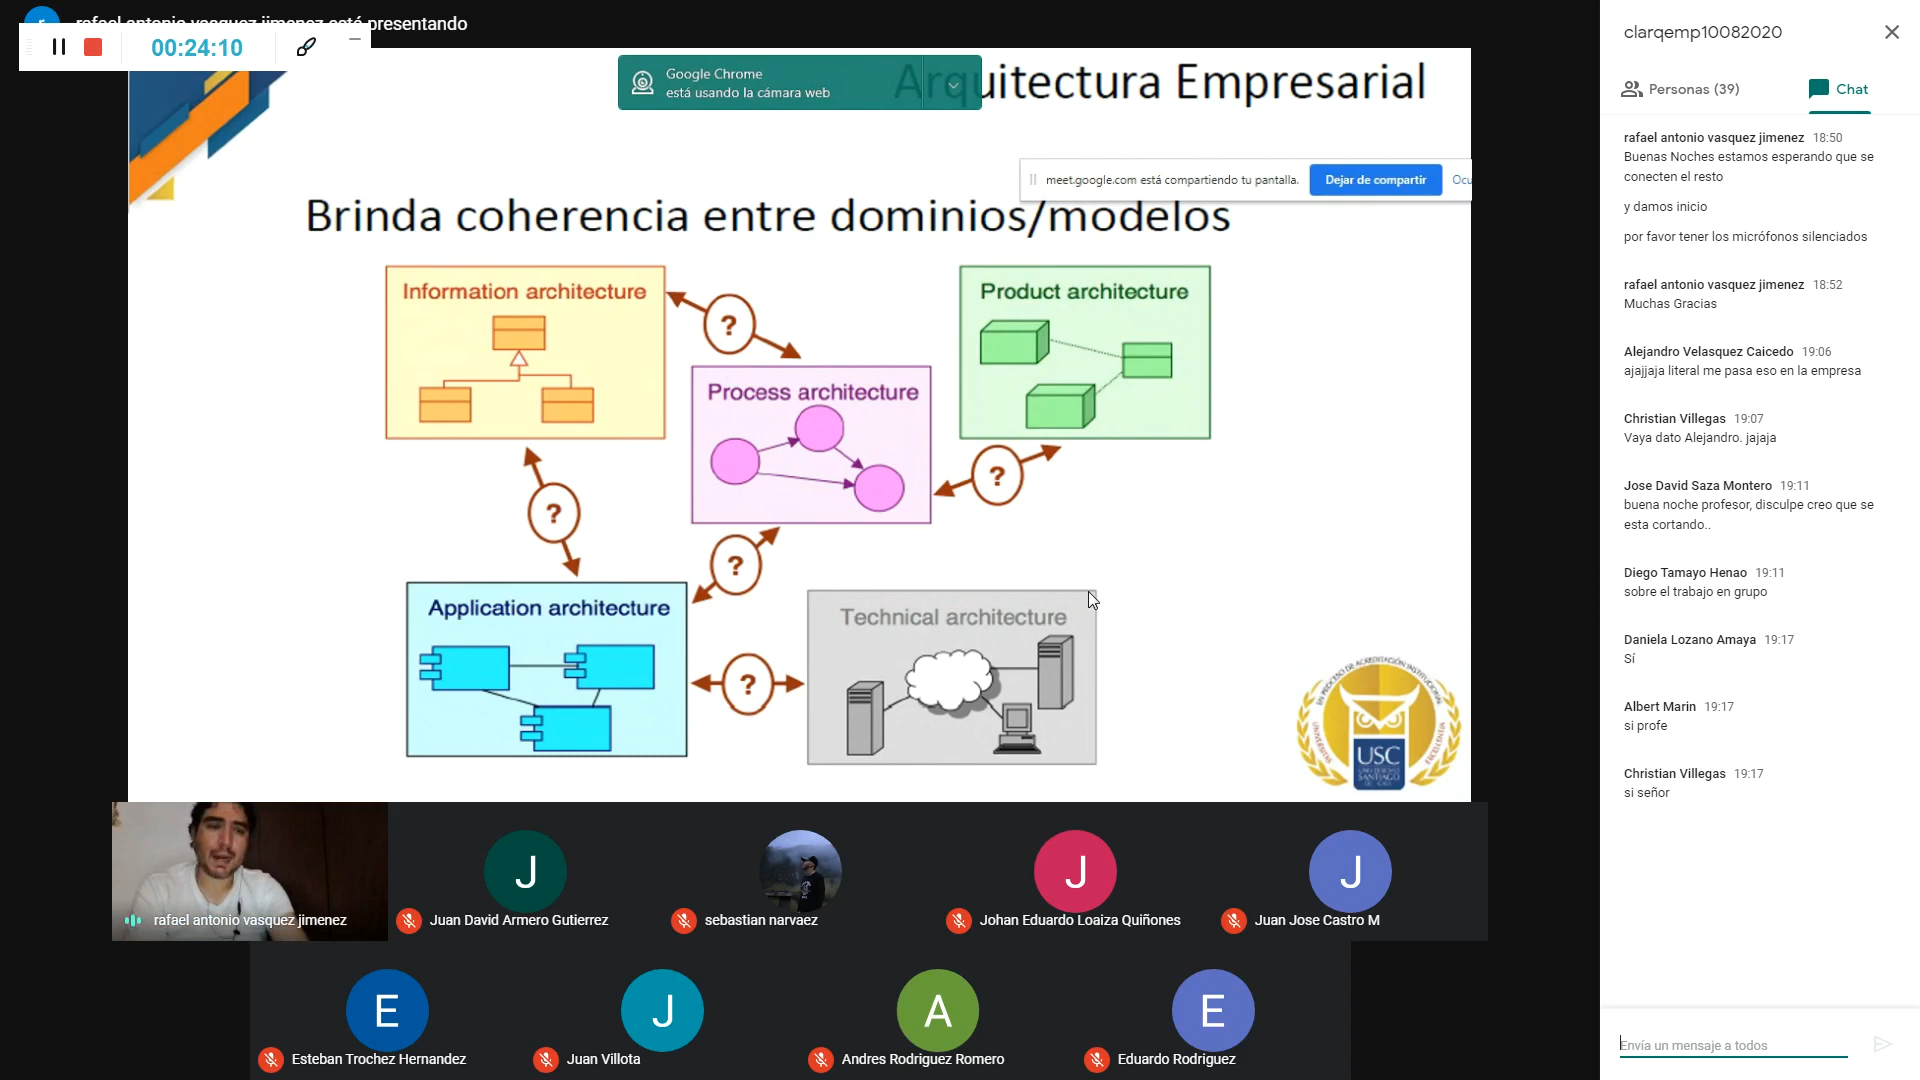 rafael antonio vasquez jimenez está presentando
00:24:10
Google Chrome
está usando la cámara web
Arquitectura Empresarial
meet.google.com está compartiendo tu pantalla.
Dejar de compartir
Ocu
Brinda coherencia entre dominios/modelos
Information architecture
?
Product architecture
Process architecture
?
?
?
Application architecture
?
Technical architecture
EN PROCESO DE ACREDITACIÓN INSTITUCIONAL
USC
SANTIAGO
rafael antonio vasquez jimenez
J
Juan David Armero Gutierrez
sebastian narvaez
J
Johan Eduardo Loaiza Quiñones
J
Juan Jose Castro M
E
Esteban Trochez Hernandez
J
Juan Villota
A
Andres Rodriguez Romero
E
Eduardo Rodriguez
clarqemp10082020
Personas (39)
Chat
rafael antonio vasquez jimenez 18:50
Buenas Noches estamos esperando que se
conecten el resto
y damos inicio
por favor tener los micrófonos silenciados
rafael antonio vasquez jimenez 18:52
Muchas Gracias
Alejandro Velasquez Caicedo 19:06
ajajjaja literal me pasa eso en la empresa
Christian Villegas 19:07
Vaya dato Alejandro. jajaja
Jose David Saza Montero 19:11
buena noche profesor, disculpe creo que se
esta cortando..
Diego Tamayo Henao 19:11
sobre el trabajo en grupo
Daniela Lozano Amaya 19:17
Sí
Albert Marin 19:17
si profe
Christian Villegas 19:17
si señor
Envía un mensaje a todos